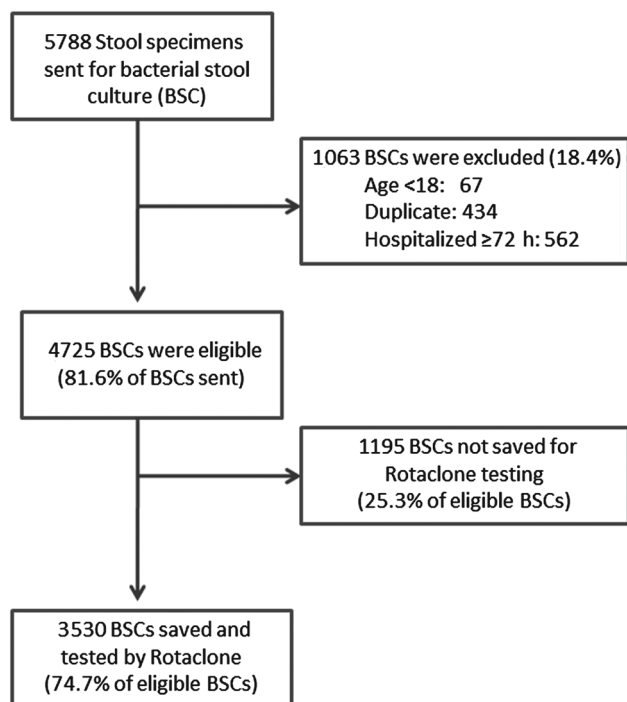 5788 Stool specimens
sent for bacterial stool
culture (BSC)
1063 BSCs were excluded (18.4%)
Age <18: 67
Duplicate: 434
Hospitalized ≥72 h: 562
4725 BSCs were eligible
(81.6% of BSCs sent)
1195 BSCs not saved for
Rotaclone testing
(25.3% of eligible BSCs)
3530 BSCs saved and
tested by Rotaclone
(74.7% of eligible BSCs)